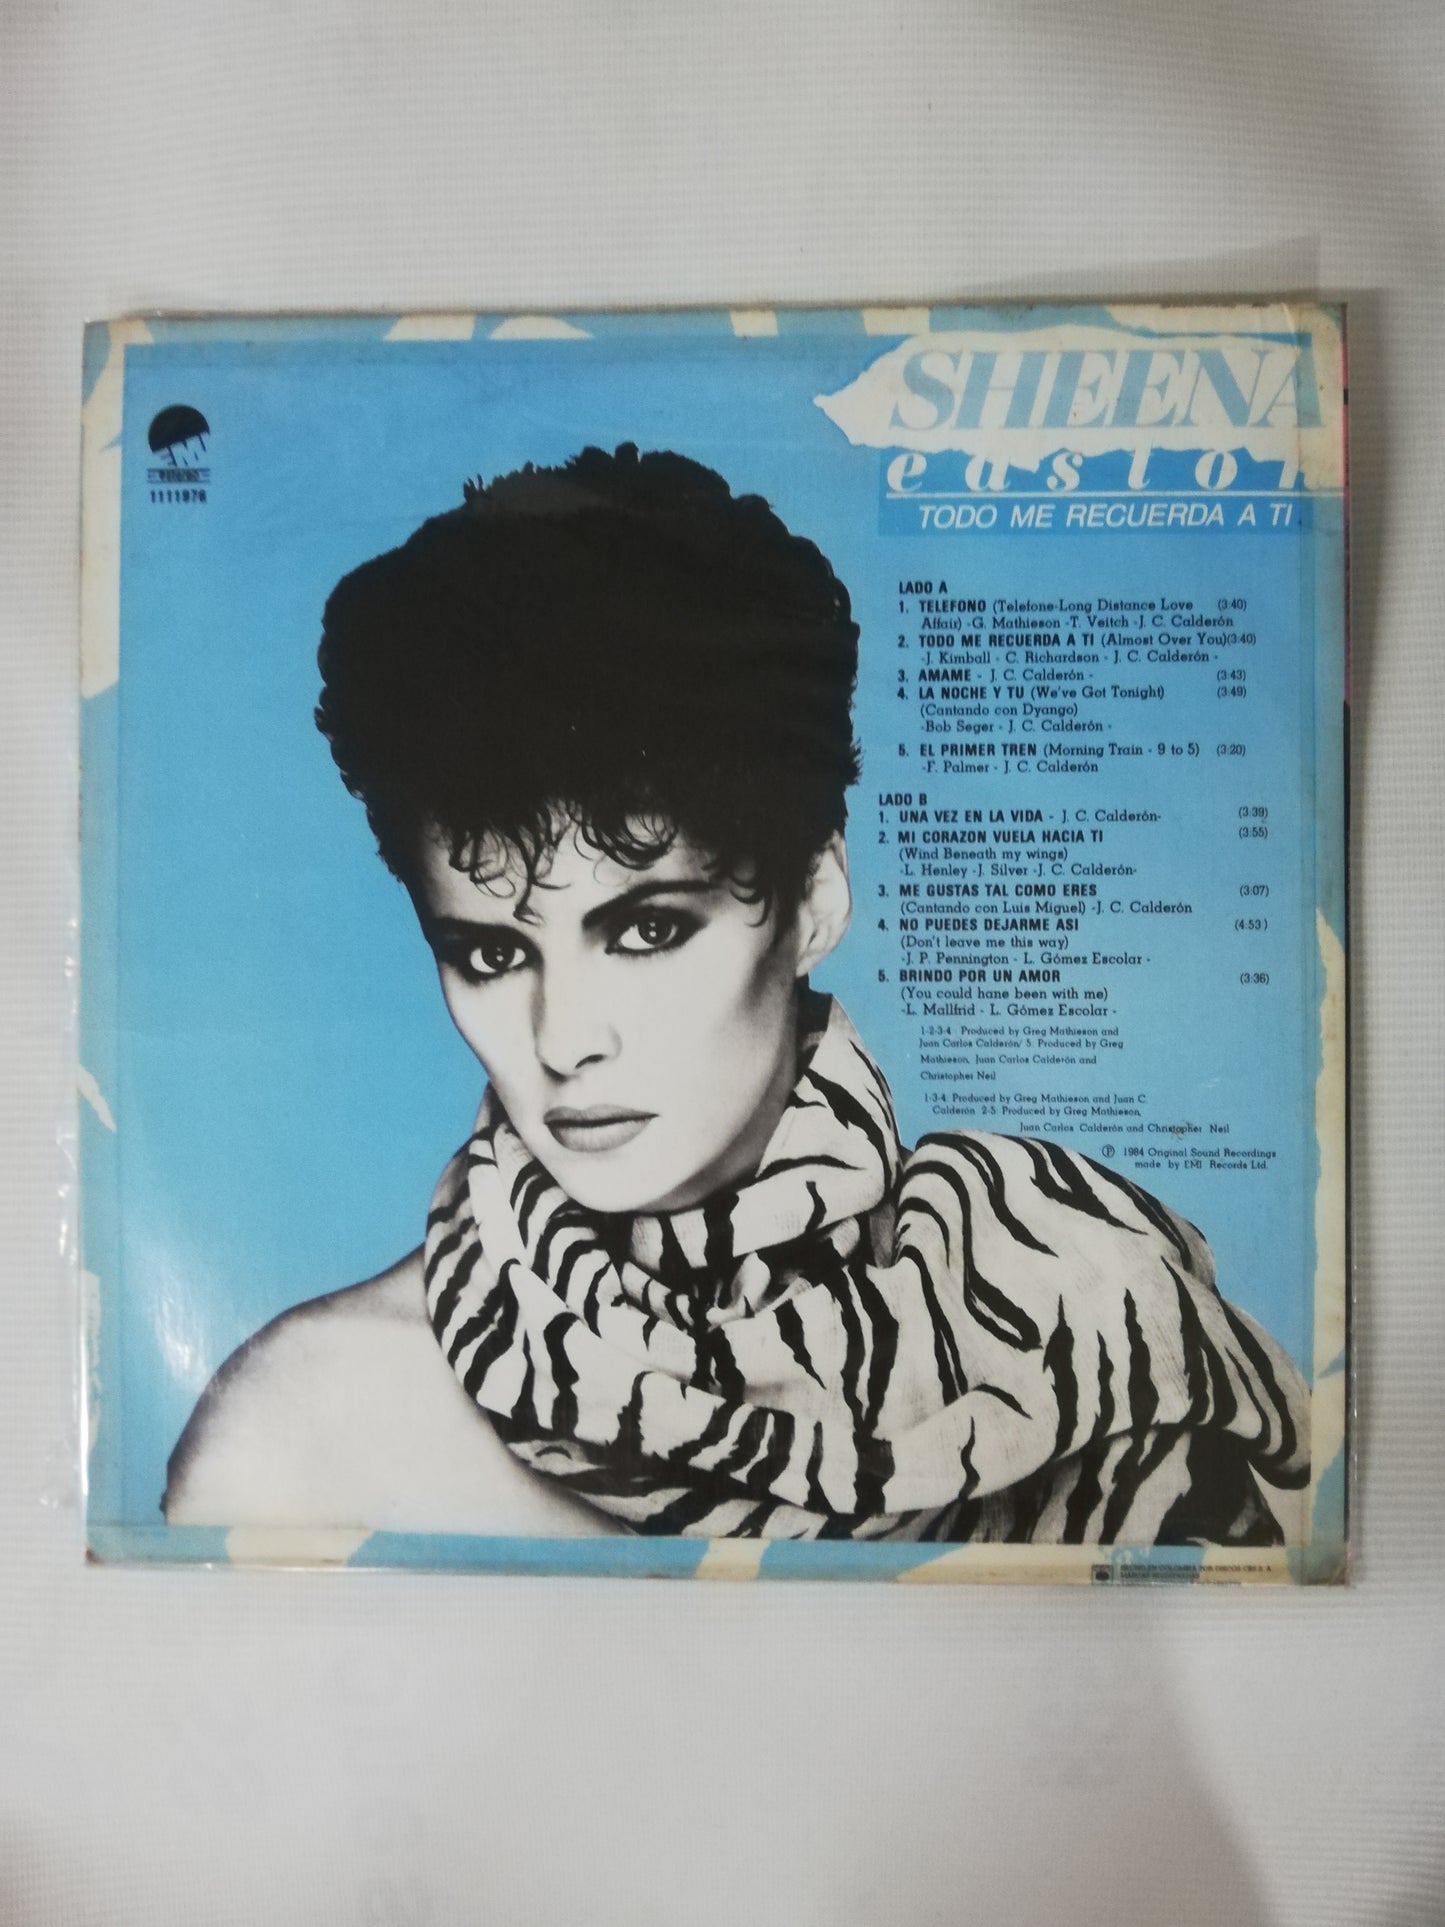 EMI
estereo
SHEENA
easton
TODO ME RECUERDA A TI
LADO A
1. TELEFONO (Telefone-Long Distance Love (3:40)
Affair) -G. Mathieson -T. Veitch -J. C. Calderón
2. TODO ME RECUERDA A TI (Almost Over You)(3:40)
-J. Kimball - C. Richardson - J. C. Calderón -
3. AMAME - J. C. Calderón - (3:43)
4. LA NOCHE Y TU (We've Got Tonight) (3:49)
(Cantando con Dyango)
-Bob Seger - J. C. Calderón -
5. EL PRIMER TREN (Morning Train - 9 to 5) (3:20)
-F. Palmer - J. C. Calderón
LADO B
1. UNA VEZ EN LA VIDA - J. C. Calderón- (3:39)
2. MI CORAZON VUELA HACIA TI (3:55)
(Wind Beneath my wings)
-L. Henley -J. Silver -J. C. Calderón-
3. ME GUSTAS TAL COMO ERES (3:07)
(Cantando con Luis Miguel) -J. C. Calderón
4. NO PUEDES DEJARME ASI (4:53)
(Don't leave me this way)
-J. P. Pennington - L. Gómez Escolar -
5. BRINDO POR UN AMOR (3:36)
(You could hane been with me)
-L. Mallfrid - L. Gómez Escolar -
1-2-3-4 Produced by Greg Mathieson and
Juan Carlos Calderón/ 5: Produced by Greg
Mathieson, Juan Carlos Calderón and
Christopher Neil
1-3-4: Produced by Greg Mathieson and Juan C.
Calderón 2-5: Produced by Greg Mathieson,
Juan Carlos Calderón and Christopher Neil
Ⓟ 1984 Original Sound Recordings
made by EMI Records Ltd.
HECHO EN COLOMBIA POR DISCOS CBS S. A.
MARCAS REGISTRADAS